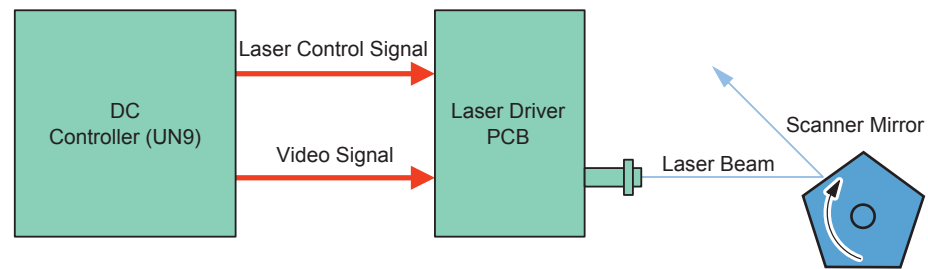 Laser Control Signal
DC
Controller (UN9)
Video Signal
Laser Driver
PCB
Laser Beam
Scanner Mirror